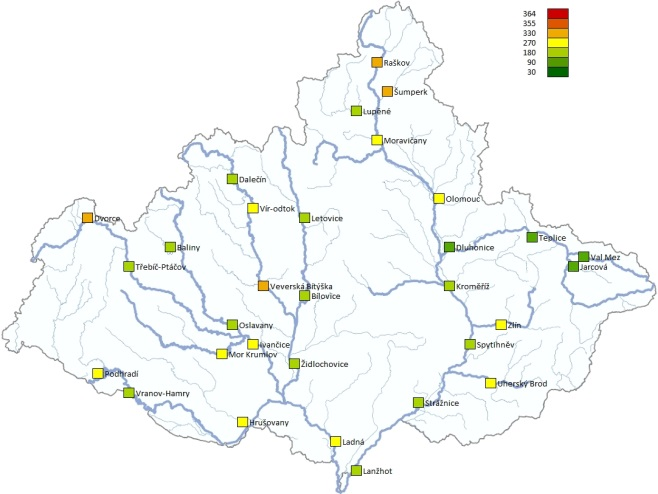 364
355
330
270
180
90
30
Raškov
Šumperk
Lupěné
Moravičany
Dalečín
Vír-odtok
Olomouc
Dvorce
Letovice
Teplice
Baliny
Dluhonice
Val Mez
Třebíč-Ptáčov
Jarcová
Veverská Bítýška
Kroměříž
Bílovice
Oslavany
Zlín
Ivančice
Spytihněv
Mor Krumlov
Židlochovice
Podhradí
Uherský Brod
Vranov-Hamry
Strážnice
Hrušovany
Ladná
Lanžhot